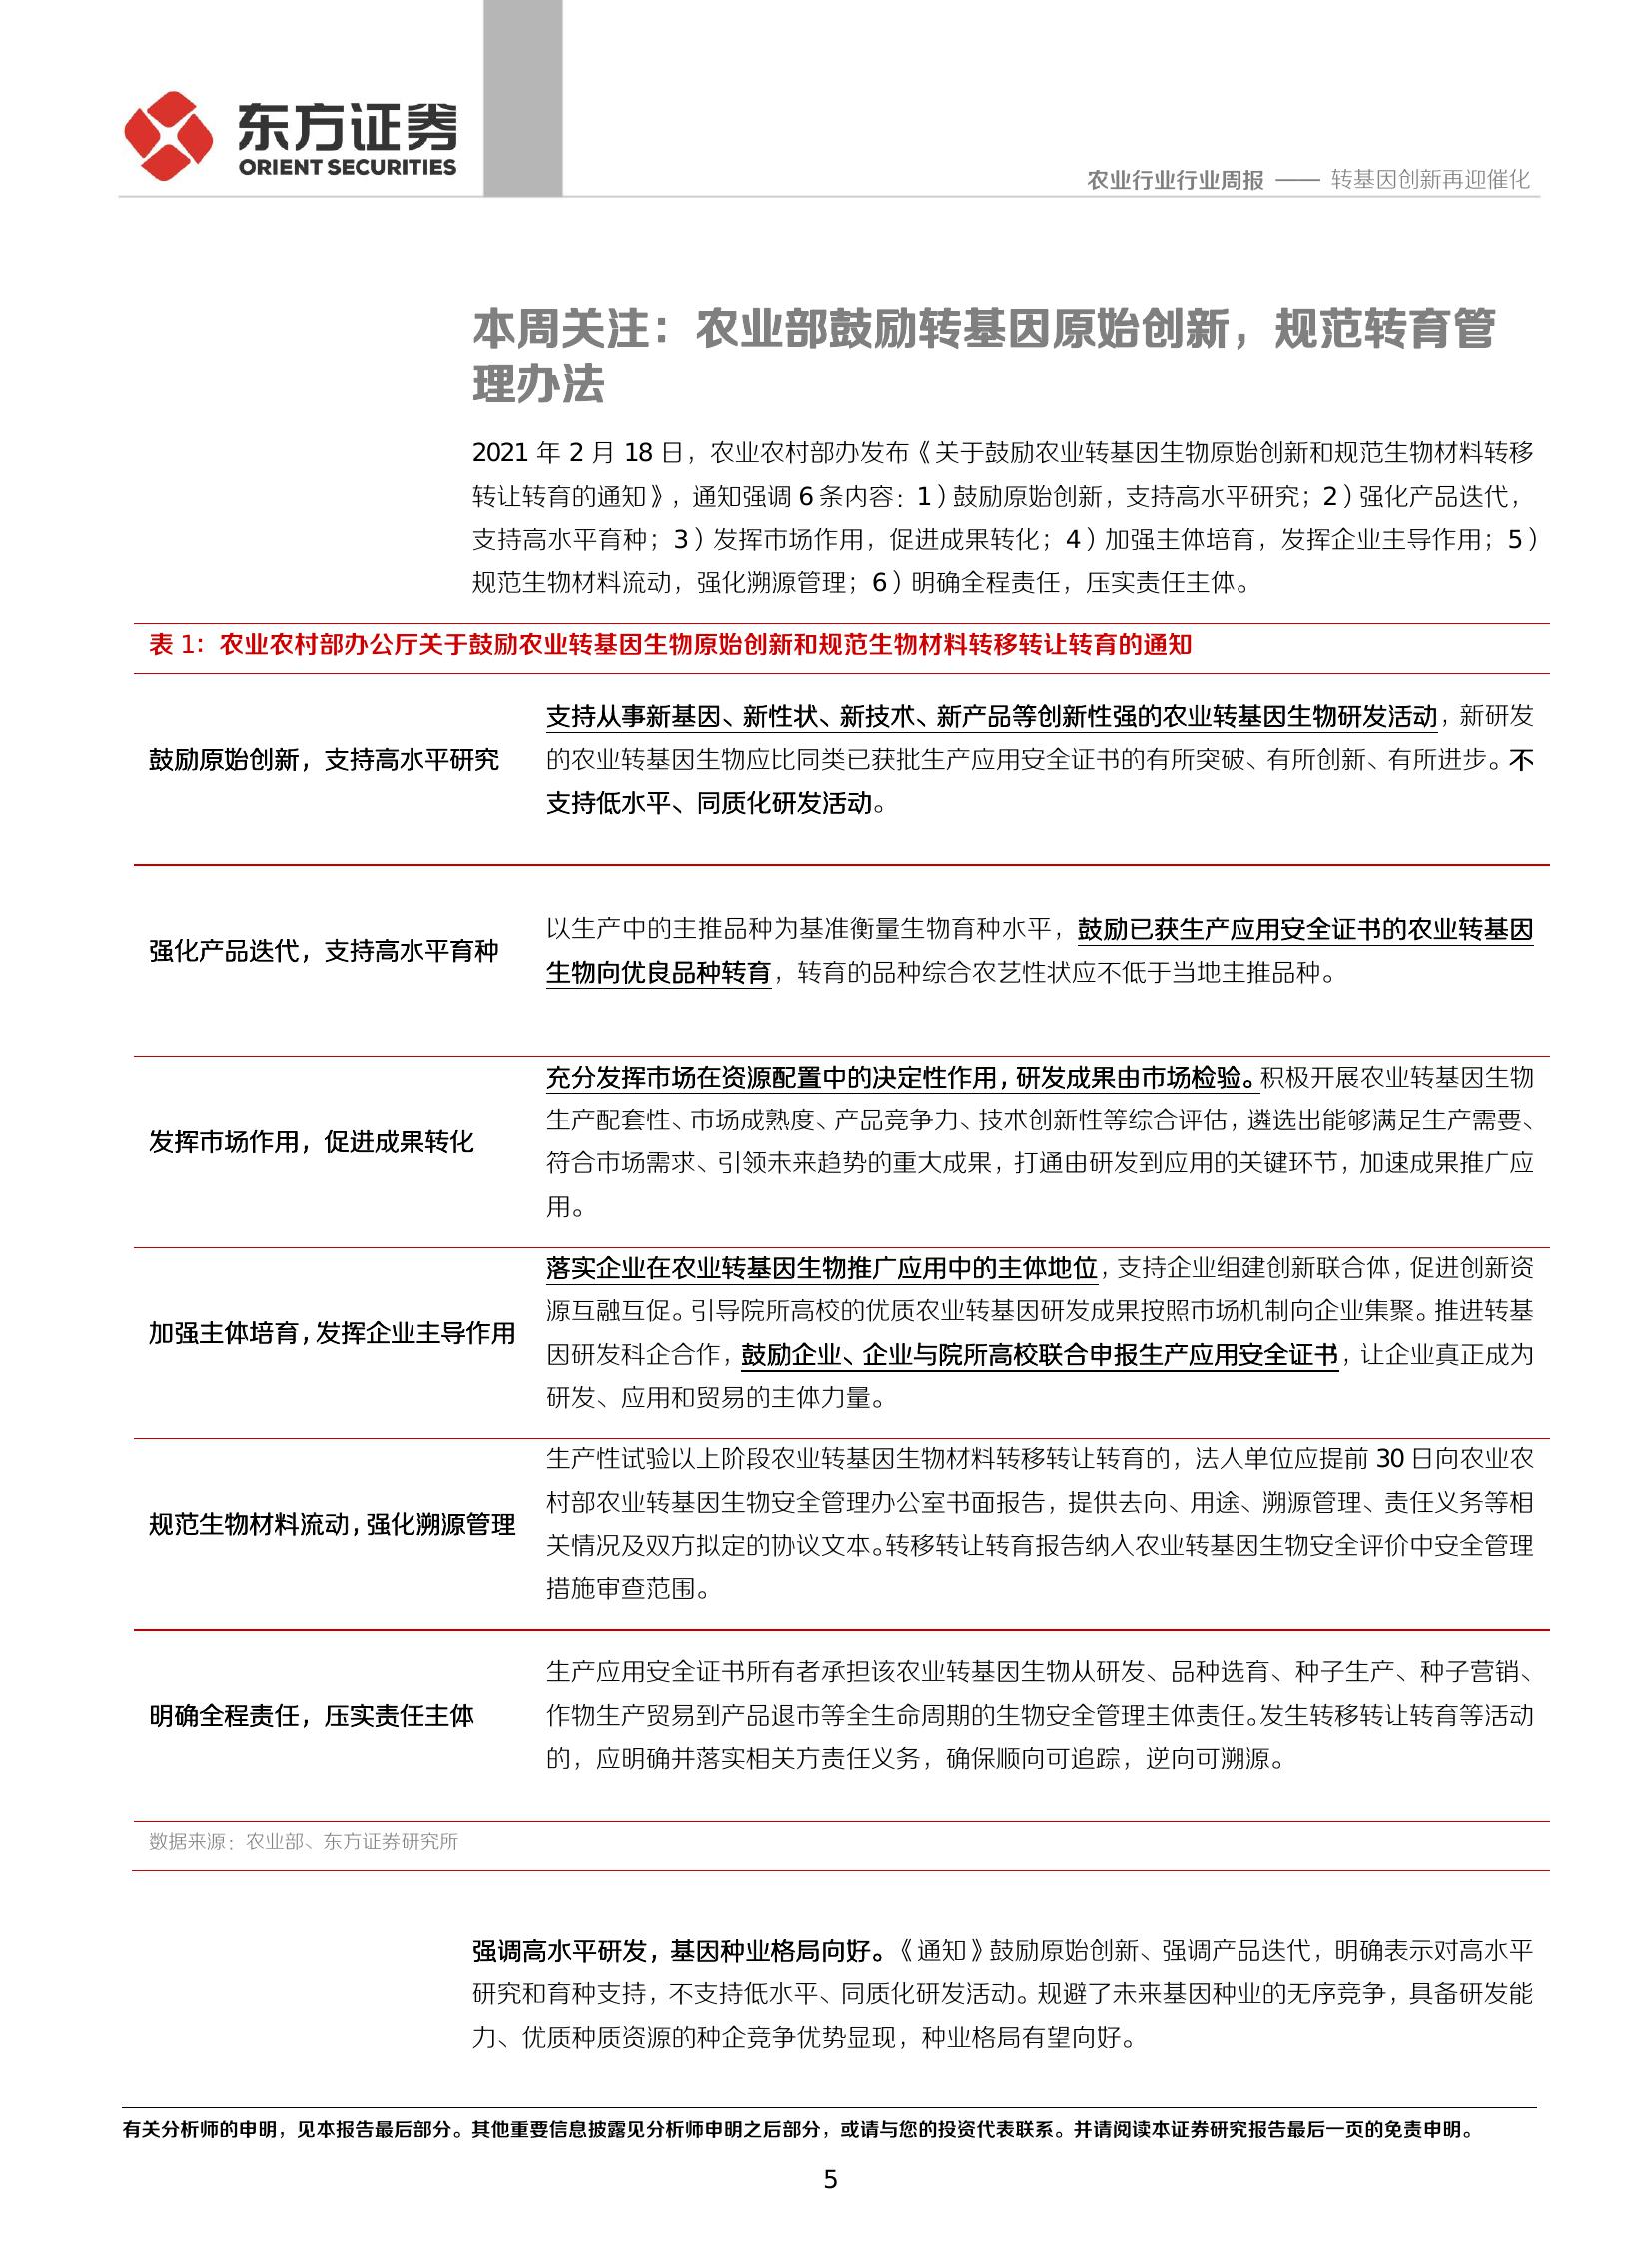 东方证券
ORIENT SECURITIES
农业行业行业周报 —— 转基因创新再迎催化
本周关注：农业部鼓励转基因原始创新，规范转育管
理办法
2021 年 2 月 18 日，农业农村部办发布《关于鼓励农业转基因生物原始创新和规范生物材料转移
转让转育的通知》，通知强调 6 条内容：1）鼓励原始创新，支持高水平研究；2）强化产品迭代，
支持高水平育种；3）发挥市场作用，促进成果转化；4）加强主体培育，发挥企业主导作用；5）
规范生物材料流动，强化溯源管理；6）明确全程责任，压实责任主体。
表 1：农业农村部办公厅关于鼓励农业转基因生物原始创新和规范生物材料转移转让转育的通知
鼓励原始创新，支持高水平研究
支持从事新基因、新性状、新技术、新产品等创新性强的农业转基因生物研发活动，新研发
的农业转基因生物应比同类已获批生产应用安全证书的有所突破、有所创新、有所进步。不
支持低水平、同质化研发活动。
强化产品迭代，支持高水平育种
以生产中的主推品种为基准衡量生物育种水平，鼓励已获生产应用安全证书的农业转基因
生物向优良品种转育，转育的品种综合农艺性状应不低于当地主推品种。
发挥市场作用，促进成果转化
充分发挥市场在资源配置中的决定性作用，研发成果由市场检验。积极开展农业转基因生物
生产配套性、市场成熟度、产品竞争力、技术创新性等综合评估，遴选出能够满足生产需要、
符合市场需求、引领未来趋势的重大成果，打通由研发到应用的关键环节，加速成果推广应
用。
加强主体培育，发挥企业主导作用
落实企业在农业转基因生物推广应用中的主体地位，支持企业组建创新联合体，促进创新资
源互融互促。引导院所高校的优质农业转基因研发成果按照市场机制向企业集聚。推进转基
因研发科企合作，鼓励企业、企业与院所高校联合申报生产应用安全证书，让企业真正成为
研发、应用和贸易的主体力量。
规范生物材料流动，强化溯源管理
生产性试验以上阶段农业转基因生物材料转移转让转育的，法人单位应提前 30 日向农业农
村部农业转基因生物安全管理办公室书面报告，提供去向、用途、溯源管理、责任义务等相
关情况及双方拟定的协议文本。转移转让转育报告纳入农业转基因生物安全评价中安全管理
措施审查范围。
明确全程责任，压实责任主体
生产应用安全证书所有者承担该农业转基因生物从研发、品种选育、种子生产、种子营销、
作物生产贸易到产品退市等全生命周期的生物安全管理主体责任。发生转移转让转育等活动
的，应明确并落实相关方责任义务，确保顺向可追踪，逆向可溯源。
数据来源：农业部、东方证券研究所
强调高水平研发，基因种业格局向好。《通知》鼓励原始创新、强调产品迭代，明确表示对高水平
研究和育种支持，不支持低水平、同质化研发活动。规避了未来基因种业的无序竞争，具备研发能
力、优质种质资源的种企竞争优势显现，种业格局有望向好。
有关分析师的申明，见本报告最后部分。其他重要信息披露见分析师申明之后部分，或请与您的投资代表联系。并请阅读本证券研究报告最后一页的免责申明。
5